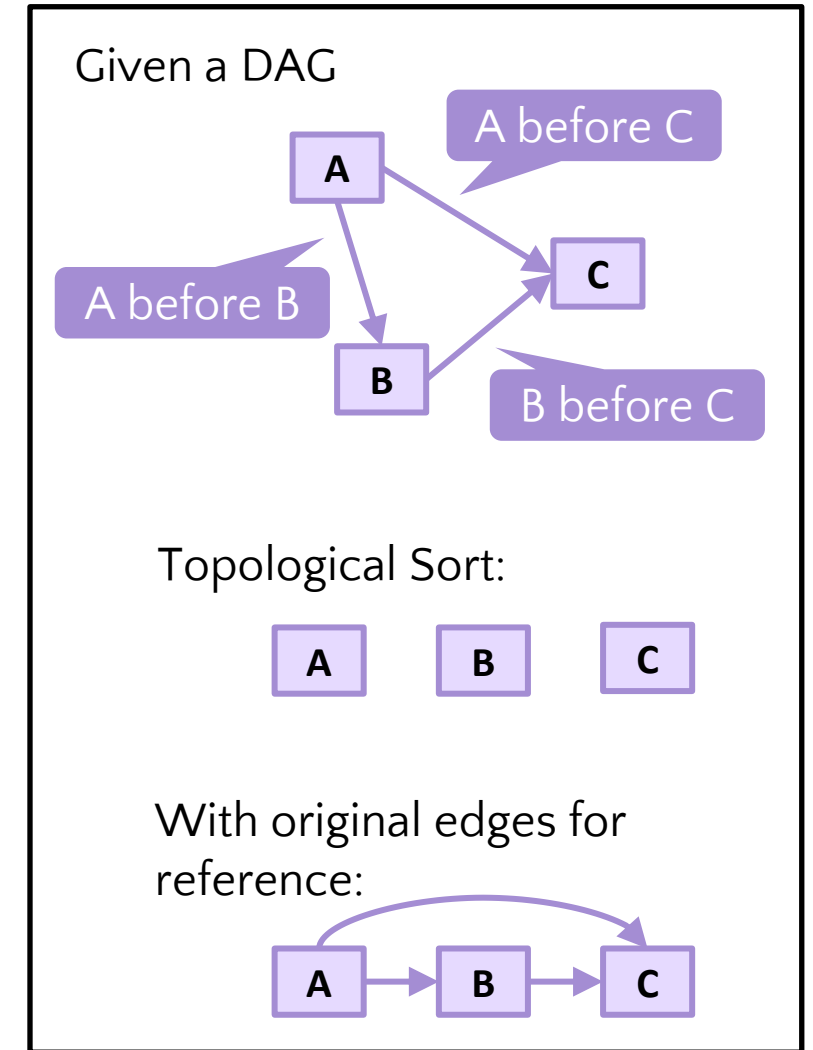 Given a DAG
A before C
A
C
A before B
B
B before C
Topological Sort:
A B C
With original edges for
reference:
A B C